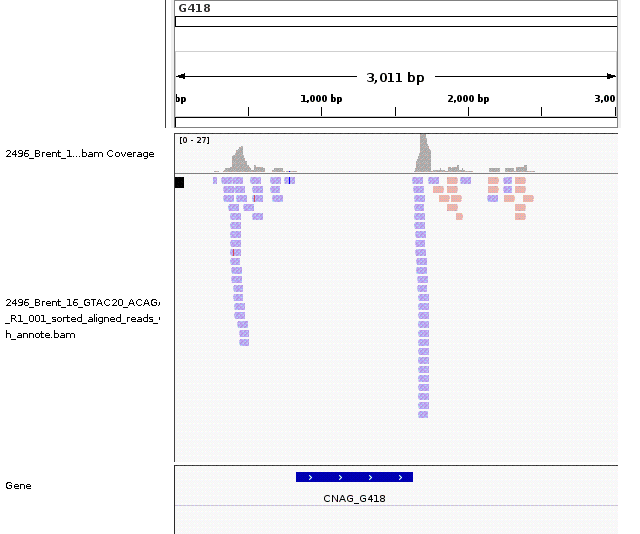 G418
3,011 bp
bp 1,000 bp 2,000 bp 3,00
[0 - 27]
2496_Brent_1...bam Coverage
2496_Brent_16_GTAC20_ACAGA
_R1_001_sorted_aligned_reads_
h_annote.bam
Gene
CNAG_G418